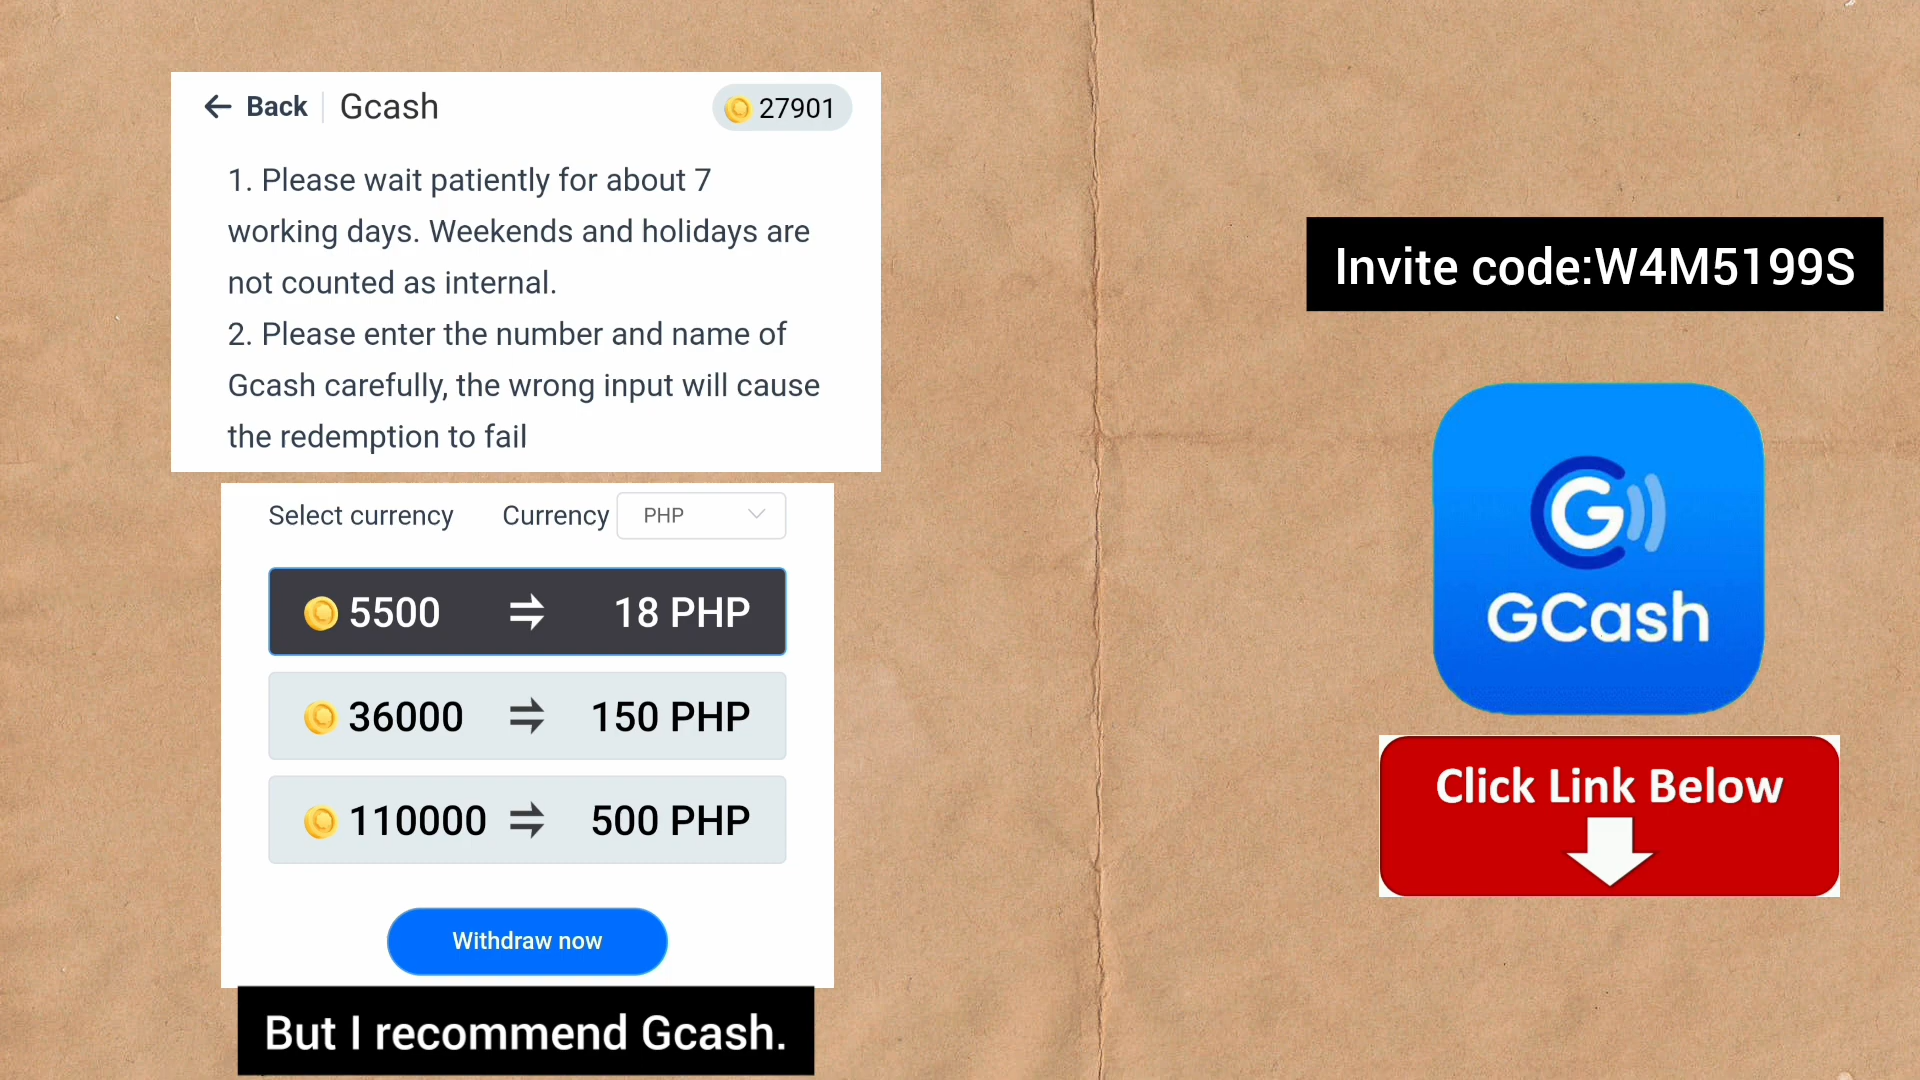 Back
Gcash
27901
1. Please wait patiently for about 7
working days. Weekends and holidays are
not counted as internal.
2. Please enter the number and name of
Gcash carefully, the wrong input will cause
the redemption to fail
Select currency
Currency
PHP
5500
18 PHP
36000
150 PHP
110000
500 PHP
Withdraw now
But I recommend Gcash.
Invite code:W4M5199S
G
GCash
Click Link Below